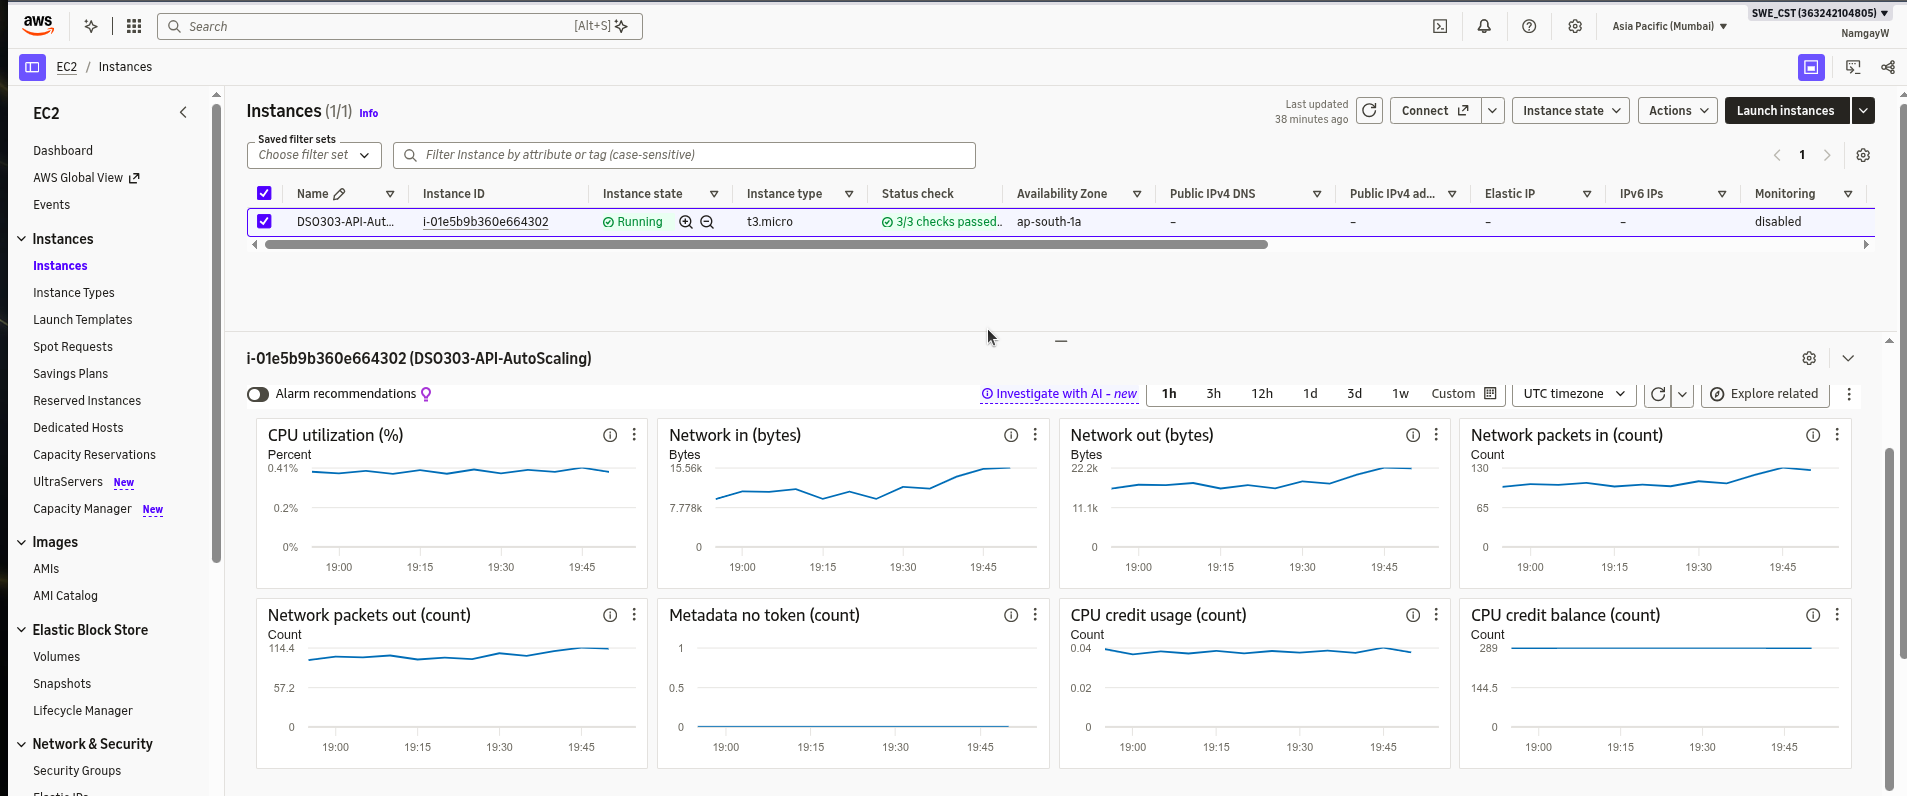 aws
Search [Alt+S]
Asia Pacific (Mumbai)
SWE_CST (363242104805)
NamgayW
EC2 / Instances
EC2
Dashboard
AWS Global View
Events
Instances
Instances
Instance Types
Launch Templates
Spot Requests
Savings Plans
Reserved Instances
Dedicated Hosts
Capacity Reservations
UltraServers New
Capacity Manager New
Images
AMIs
AMI Catalog
Elastic Block Store
Volumes
Snapshots
Lifecycle Manager
Network & Security
Security Groups
Elastic IPs
Instances (1/1) Info
Last updated
38 minutes ago
Connect
Instance state
Actions
Launch instances
Saved filter sets
Choose filter set
Filter Instance by attribute or tag (case-sensitive)
1
Name Instance ID Instance state Instance type Status check Availability Zone Public IPv4 DNS Public IPv4 ad... Elastic IP IPv6 IPs Monitoring
DSO303-API-Aut... i-01e5b9b360e664302 Running t3.micro 3/3 checks passed.. ap-south-1a – – – – disabled
i-01e5b9b360e664302 (DSO303-API-AutoScaling)
Alarm recommendations
Investigate with AI - new
1h 3h 12h 1d 3d 1w Custom
UTC timezone
Explore related
CPU utilization (%)
Percent
0.41%
0.2%
0%
19:00 19:15 19:30 19:45
Network in (bytes)
Bytes
15.56k
7.778k
0
19:00 19:15 19:30 19:45
Network out (bytes)
Bytes
22.2k
11.1k
0
19:00 19:15 19:30 19:45
Network packets in (count)
Count
130
65
0
19:00 19:15 19:30 19:45
Network packets out (count)
Count
114.4
57.2
0
19:00 19:15 19:30 19:45
Metadata no token (count)
1
0.5
0
19:00 19:15 19:30 19:45
CPU credit usage (count)
Count
0.04
0.02
0
19:00 19:15 19:30 19:45
CPU credit balance (count)
Count
289
144.5
0
19:00 19:15 19:30 19:45